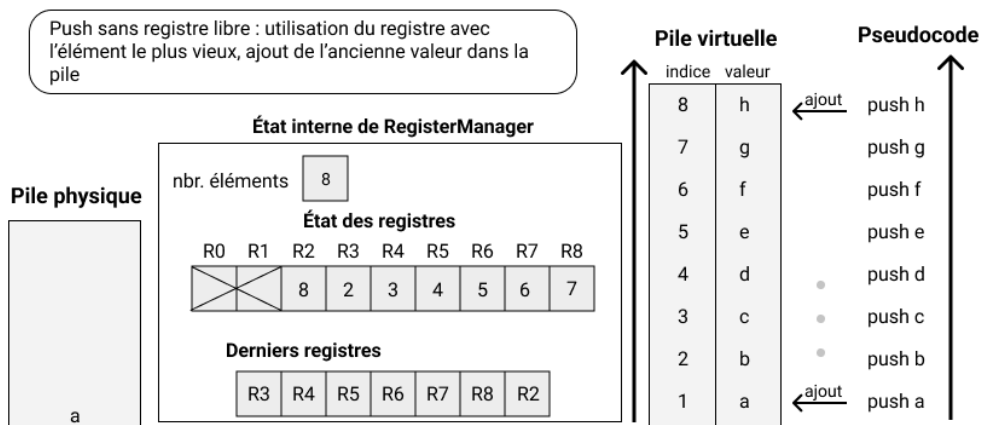 Push sans registre libre : utilisation du registre avec
l'élément le plus vieux, ajout de l'ancienne valeur dans la
pile
Pile virtuelle
Pseudocode
indice valeur
8 h ajout push h
7 g push g
6 f push f
5 e push e
4 d push d
3 c push c
2 b push b
1 a ajout push a
État interne de RegisterManager
nbr. éléments 8
État des registres
R0 R1 R2 R3 R4 R5 R6 R7 R8
8 2 3 4 5 6 7
Derniers registres
R3 R4 R5 R6 R7 R8 R2
Pile physique
a